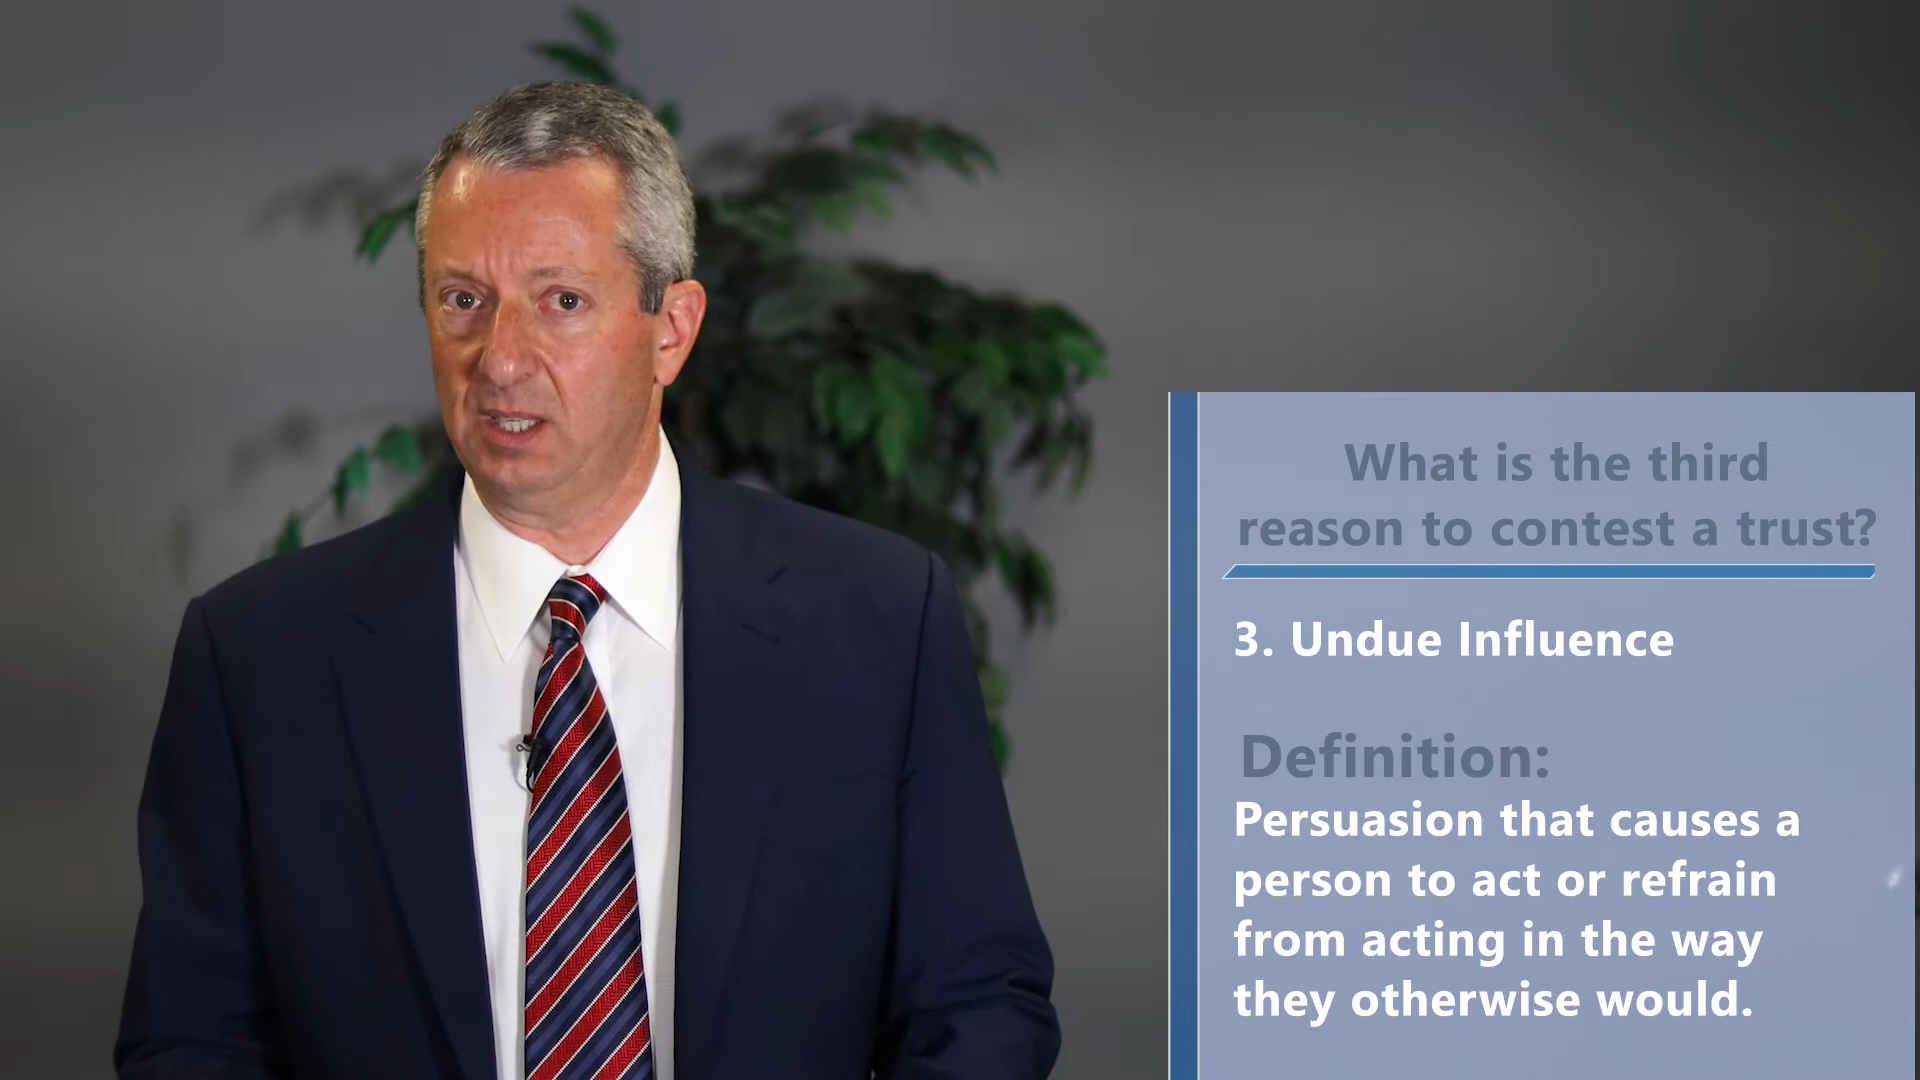 What is the third
reason to contest a trust?
3. Undue Influence
Definition:
Persuasion that causes a
person to act or refrain
from acting in the way
they otherwise would.